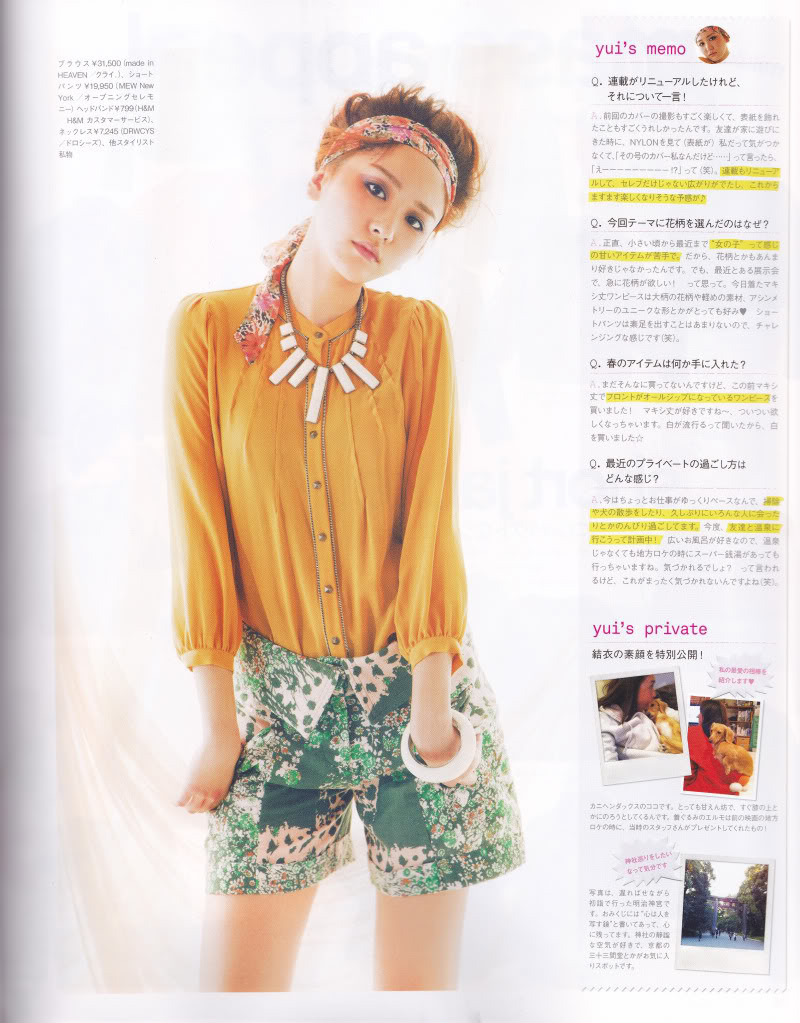 ブラウス¥31,500(made in
HEAVEN／クライ.)、ショート
パンツ¥19,950(MEW New
York／オープニングセレモ
ニー)ヘッドバンド¥799(H&M
H&M カスタマーサービス)、
ネックレス¥7,245(DRWCYS
／ドロシーズ)、他スタイリスト
私物
yui's memo
Q. 連載がリニューアルしたけれど、
それについて一言！
A. 前回のカバーの撮影もすごく楽しくて、表紙を飾れ
たこともすごくうれしかったんです。友達が家に遊びに
きた時に、NYLONを見て（表紙が）私だって気がつか
なくて、「その号のカバー私なんだけど……」って言ったら、
「えーーーーーーーーー!?」って（笑）。連載もリニューア
ルして、セレブだけじゃない広がりがでたし、これから
ますます楽しくなりそうな予感が♪
Q. 今回テーマに花柄を選んだのはなぜ？
A. 正直、小さい頃から最近まで“女の子”って感じ
の甘いアイテムが苦手で。だから、花柄とかもあんま
り好きじゃなかったんです。でも、最近とある展示会
で、急に花柄が欲しい！ って思って。今日着たマキ
シ丈ワンピースは大柄の花柄や軽めの素材、アシンメ
トリーのユニークな形とかがとっても好み♥ ショー
トパンツは素足を出すことはあまりないので、チャレ
ンジングな感じです（笑）。
Q. 春のアイテムは何か手に入れた？
A. まだそんなに買ってないんですけど、この前マキシ
丈でフロントがオールジップになっているワンピースを
買いました！ マキシ丈が好きですね〜、ついつい欲
しくなっちゃいます。白が流行るって聞いたから、白
を買いました☆
Q. 最近のプライベートの過ごし方は
どんな感じ？
A. 今はちょっとお仕事がゆっくりペースなんで、掃除
や犬の散歩をしたり、久しぶりにいろんな人に会った
りとかのんびり過ごしてます。今度、友達と温泉に
行こうって計画中！ 広いお風呂が好きなので、温泉
じゃなくても地方ロケの時にスーパー銭湯があっても
行っちゃいますね。気づかれるでしょ？ って言われ
るけど、これがまったく気づかれないんですよね（笑）。
yui's private
結衣の素顔を特別公開！
私の最愛の相棒を
紹介します♥
カニヘンダックスのココです。とっても甘えん坊で、すぐ膝の上と
かにのろうとしてくるんです。着ぐるみのエルモは前の映画の地方
ロケの時に、当時のスタッフさんがプレゼントしてくれたもの！
神社巡りをしたい
なって気分です
写真は、遅ればせながら
初詣で行った明治神宮で
す。おみくじには“心は人を
写す鏡”と書いてあって、心
に残ってます。神社の静謐
な空気が好きで、京都の
三十三間堂とかがお気に入
りスポットです。